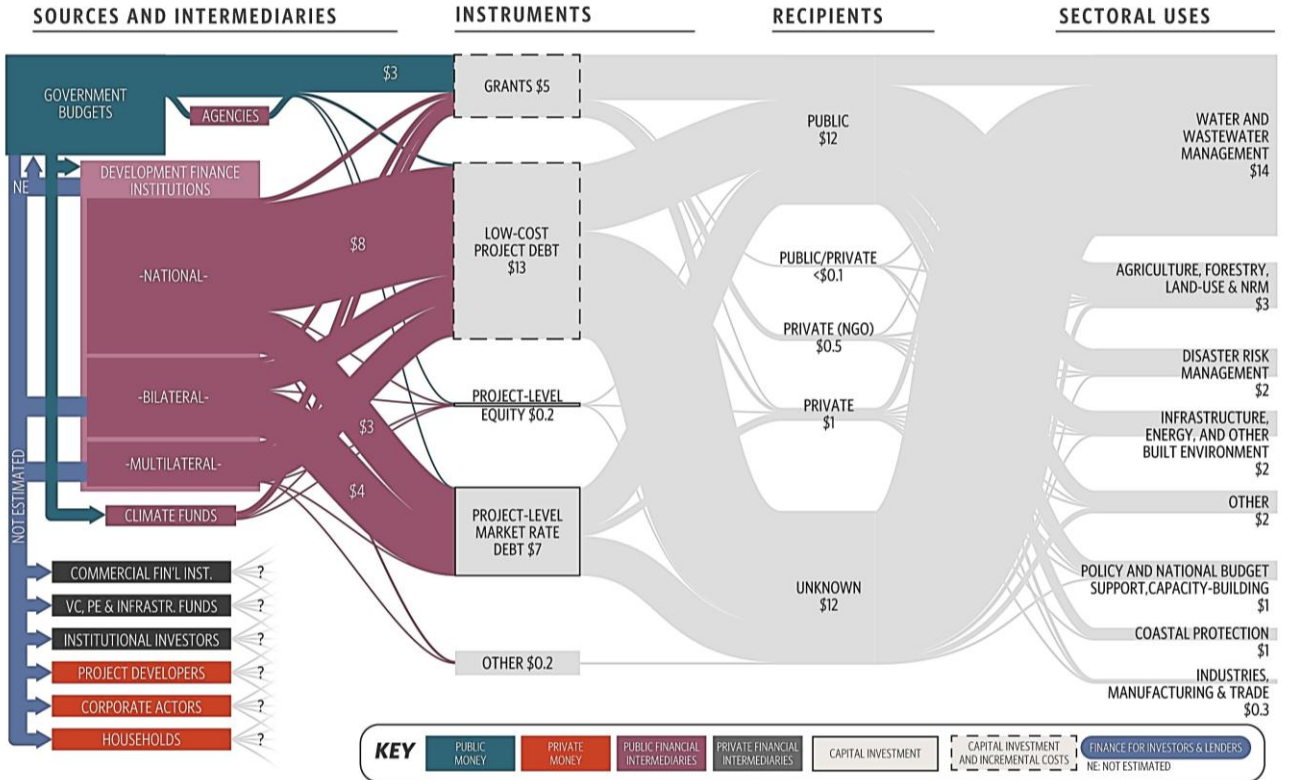 SOURCES AND INTERMEDIARIES
INSTRUMENTS
RECIPIENTS
SECTORAL USES
GOVERNMENT
BUDGETS
AGENCIES
NE
DEVELOPMENT FINANCE
INSTITUTIONS
-NATIONAL-
-BILATERAL-
-MULTILATERAL-
CLIMATE FUNDS
NOT ESTIMATED
COMMERCIAL FIN'L INST.
?
VC, PE & INFRASTR. FUNDS
?
INSTITUTIONAL INVESTORS
?
PROJECT DEVELOPERS
?
CORPORATE ACTORS
?
HOUSEHOLDS
?
$3
$8
$3
$4
GRANTS $5
LOW-COST
PROJECT DEBT
$13
PROJECT-LEVEL
EQUITY $0.2
PROJECT-LEVEL
MARKET RATE
DEBT $7
OTHER $0.2
PUBLIC
$12
PUBLIC/PRIVATE
<$0.1
PRIVATE (NGO)
$0.5
PRIVATE
$1
UNKNOWN
$12
WATER AND
WASTEWATER
MANAGEMENT
$14
AGRICULTURE, FORESTRY,
LAND-USE & NRM
$3
DISASTER RISK
MANAGEMENT
$2
INFRASTRUCTURE,
ENERGY, AND OTHER
BUILT ENVIRONMENT
$2
OTHER
$2
POLICY AND NATIONAL BUDGET
SUPPORT,CAPACITY-BUILDING
$1
COASTAL PROTECTION
$1
INDUSTRIES,
MANUFACTURING & TRADE
$0.3
KEY
PUBLIC
MONEY
PRIVATE
MONEY
PUBLIC FINANCIAL
INTERMEDIARIES
PRIVATE FINANCIAL
INTERMEDIARIES
CAPITAL INVESTMENT
CAPITAL INVESTMENT
AND INCREMENTAL COSTS
FINANCE FOR INVESTORS & LENDERS
NE: NOT ESTIMATED